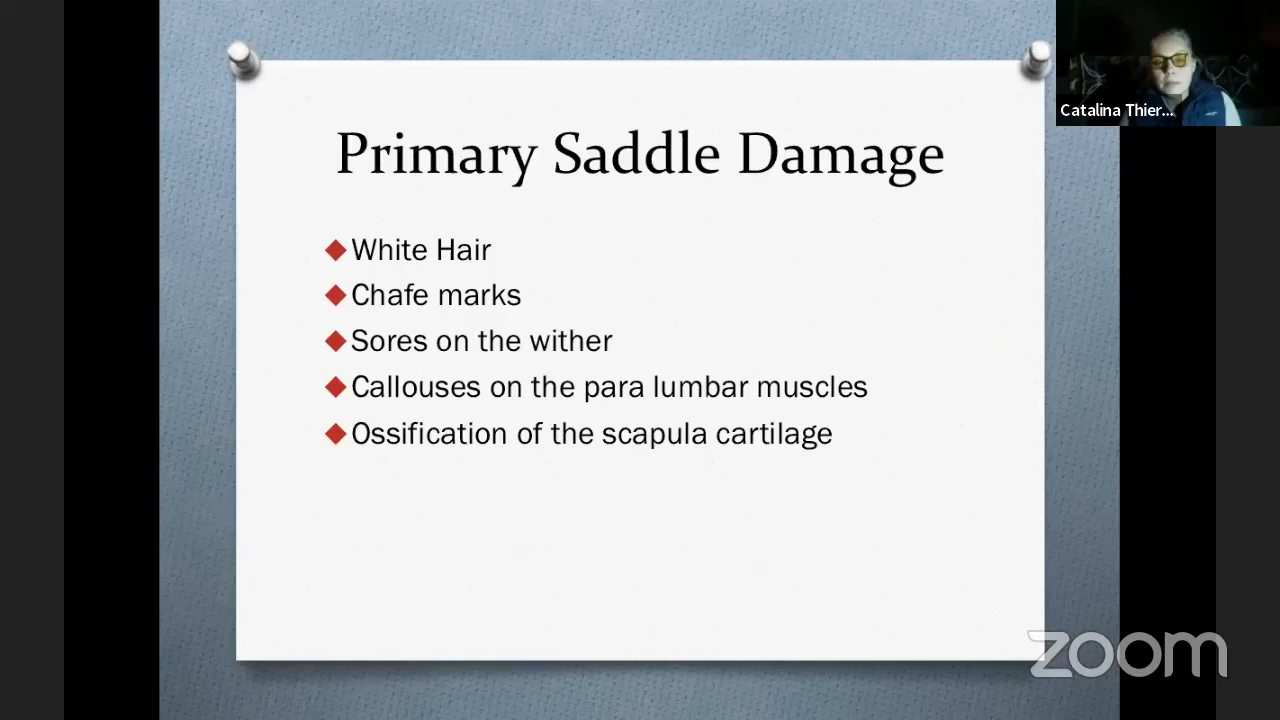 Catalina Thier...
Primary Saddle Damage
White Hair
Chafe marks
Sores on the wither
Callouses on the para lumbar muscles
Ossification of the scapula cartilage
zoom